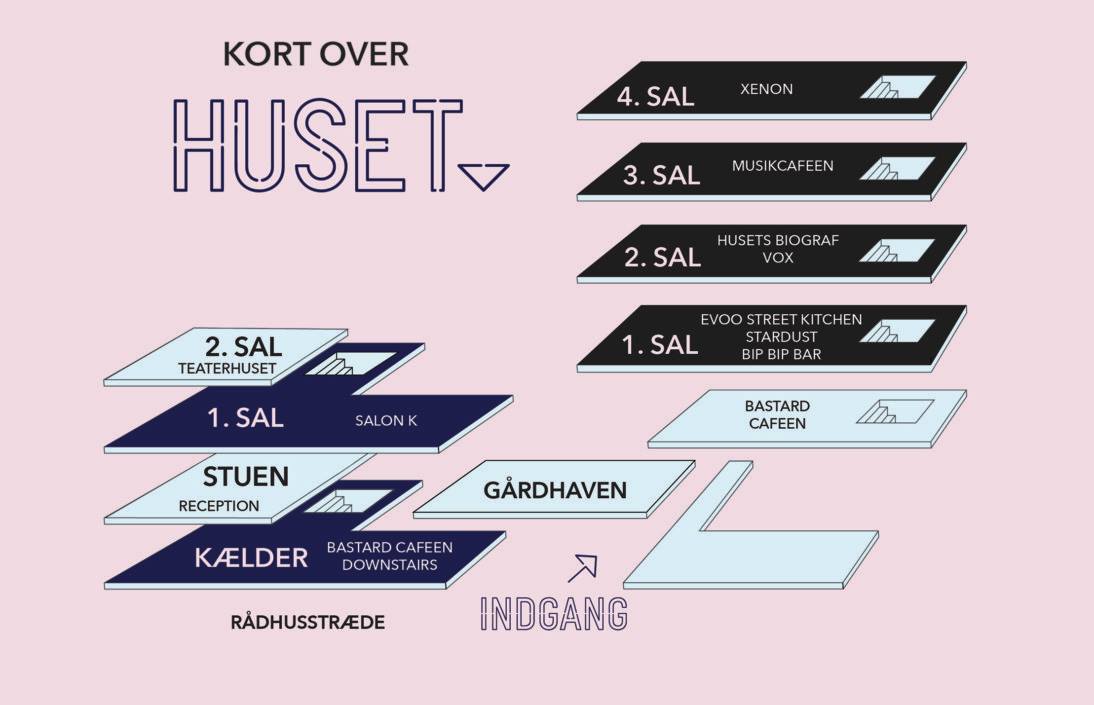 KORT OVER
HUSET
4. SAL
XENON
3. SAL
MUSIKCAFEEN
2. SAL
HUSETS BIOGRAF
VOX
1. SAL
EVOO STREET KITCHEN
STARDUST
BIP BIP BAR
BASTARD
CAFEEN
2. SAL
TEATERHUSET
1. SAL
SALON K
STUEN
RECEPTION
KÆLDER
BASTARD CAFEEN
DOWNSTAIRS
GÅRDHAVEN
INDGANG
RÅDHUSSTRÆDE